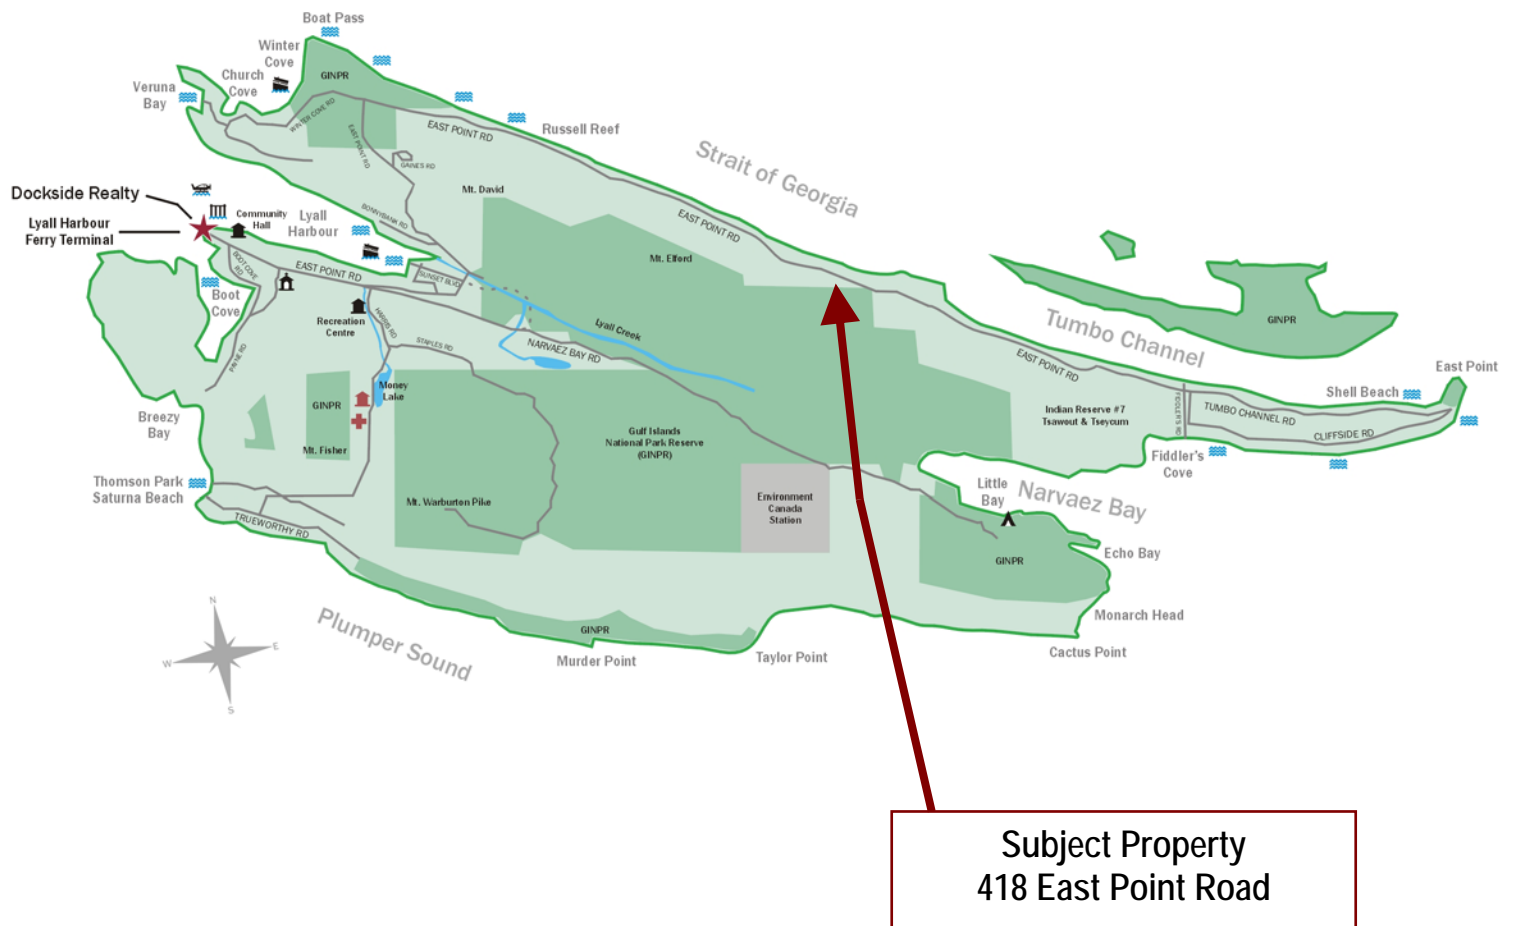 Boat Pass
Winter
Cove
Church
Cove
Veruna
Bay
GINPR
WINTER COVE RD
EAST POINT RD
EAST POINT RD
Russell Reef
GAINES RD
Strait of Georgia
Mt. David
Dockside Realty
Lyall Harbour
Ferry Terminal
Community
Hall
Lyall
Harbour
BONNYBANK RD
EAST POINT RD
Mt. Elford
BOOT COVE
RD
EAST POINT RD
SUNSET BLVD
Boot
Cove
Recreation
Centre
HARRIS RD
STAPLES RD
Lyall Creek
NARVAEZ BAY RD
PAYNE RD
Tumbo Channel
GINPR
EAST POINT RD
East Point
Shell Beach
Money
Lake
GINPR
Breezy
Bay
Mt. Fisher
Gulf Islands
National Park Reserve
(GINPR)
Indian Reserve #7
Tsawout & Tseycum
FIDDLER'S RD
TUMBO CHANNEL RD
CLIFFSIDE RD
Fiddler's
Cove
Thomson Park
Saturna Beach
Mt. Warburton Pike
Environment
Canada
Station
Little
Bay
Narvaez Bay
TRUEWORTHY RD
Echo Bay
GINPR
Monarch Head
Cactus Point
Plumper Sound
GINPR
Murder Point
Taylor Point
N
E
W
S
Subject Property
418 East Point Road